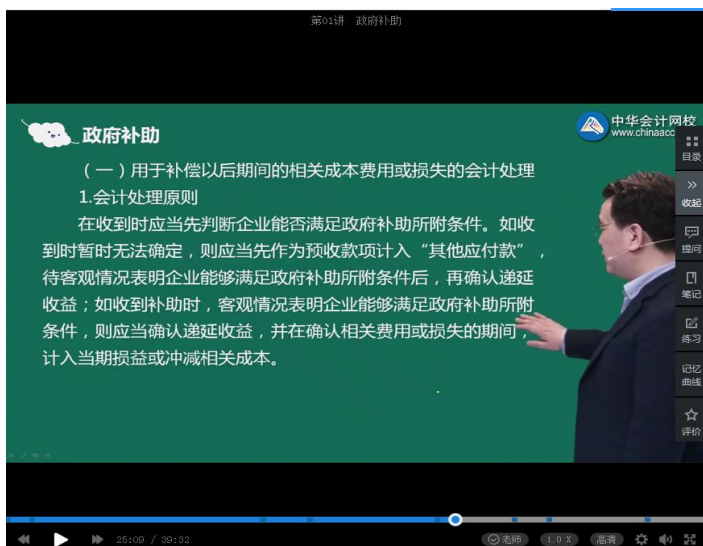 第01讲 政府补助
中华会计网校
www.chinaacc
政府补助
（一）用于补偿以后期间的相关成本费用或损失的会计处理
1.会计处理原则
在收到时应当先判断企业能否满足政府补助所附条件。如收
到时暂时无法确定，则应当先作为预收款项计入“其他应付款”，
待客观情况表明企业能够满足政府补助所附条件后，再确认递延
收益；如收到补助时，客观情况表明企业能够满足政府补助所附
条件，则应当确认递延收益，并在确认相关费用或损失的期间，
计入当期损益或冲减相关成本。
目录
收起
提问
笔记
练习
记忆
曲线
评价
25:09 / 39:32
老师
1.0 X
高清